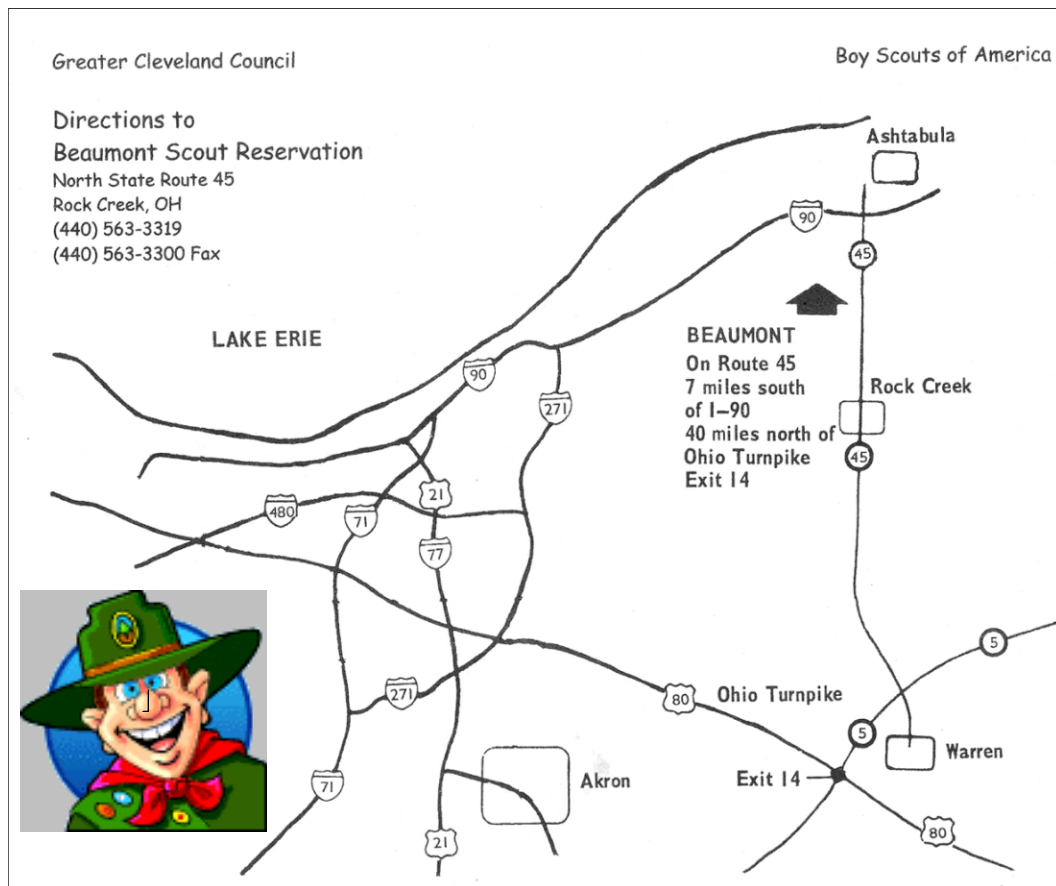 Greater Cleveland Council
Boy Scouts of America
Directions to
Beaumont Scout Reservation
North State Route 45
Rock Creek, OH
(440) 563-3319
(440) 563-3300 Fax
Ashtabula
90
45
LAKE ERIE
BEAUMONT
On Route 45
7 miles south
of I-90
40 miles north of
Ohio Turnpike
Exit 14
90
271
Rock Creek
45
21
480
71
77
5
271
80
Ohio Turnpike
5
Warren
Exit 14
71
Akron
21
80